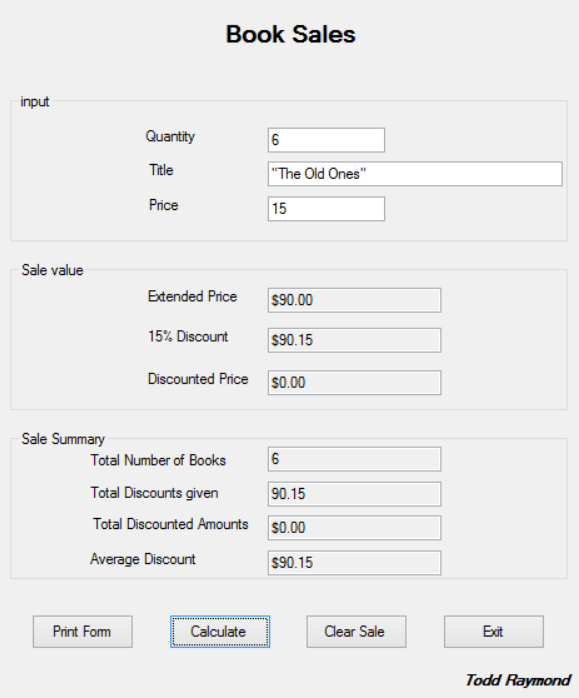 Book Sales
input
Quantity 6
Title "The Old Ones"
Price 15
Sale value
Extended Price $90.00
15% Discount $90.15
Discounted Price $0.00
Sale Summary
Total Number of Books 6
Total Discounts given 90.15
Total Discounted Amounts $0.00
Average Discount $90.15
Print Form Calculate Clear Sale Exit
Todd Raymond